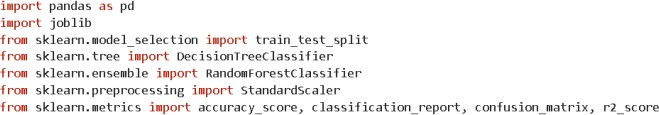 import pandas as pd
import joblib
from sklearn.model_selection import train_test_split
from sklearn.tree import DecisionTreeClassifier
from sklearn.ensemble import RandomForestClassifier
from sklearn.preprocessing import StandardScaler
from sklearn.metrics import accuracy_score, classification_report, confusion_matrix, r2_score